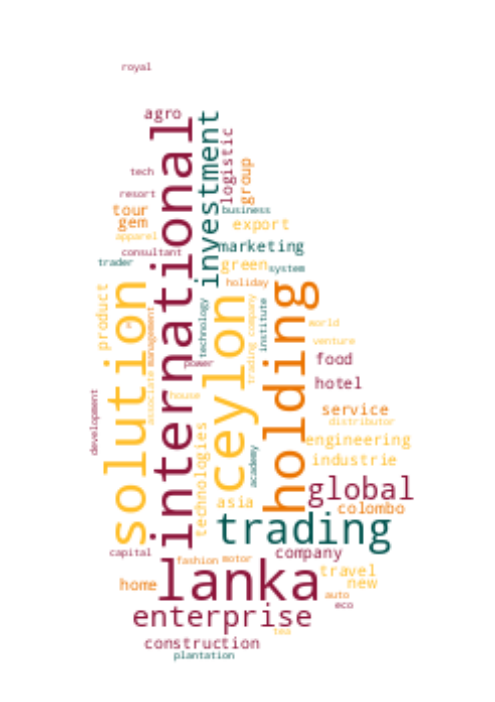 royal
agro
international
investment
logistic
group
tech
resort
business
tour
gem
export
apparel
marketing
consultant
trader
green
system
holiday
product
solution
ceylon
holding
technology
institute
trading company
management
associate
world
venture
power
food
hotel
house
development
service
distributor
technologies
engineering
academy
industrie
global
asia
colombo
trading
capital
company
fashion
motor
lanka
travel
home
new
auto
eco
enterprise
tea
construction
plantation